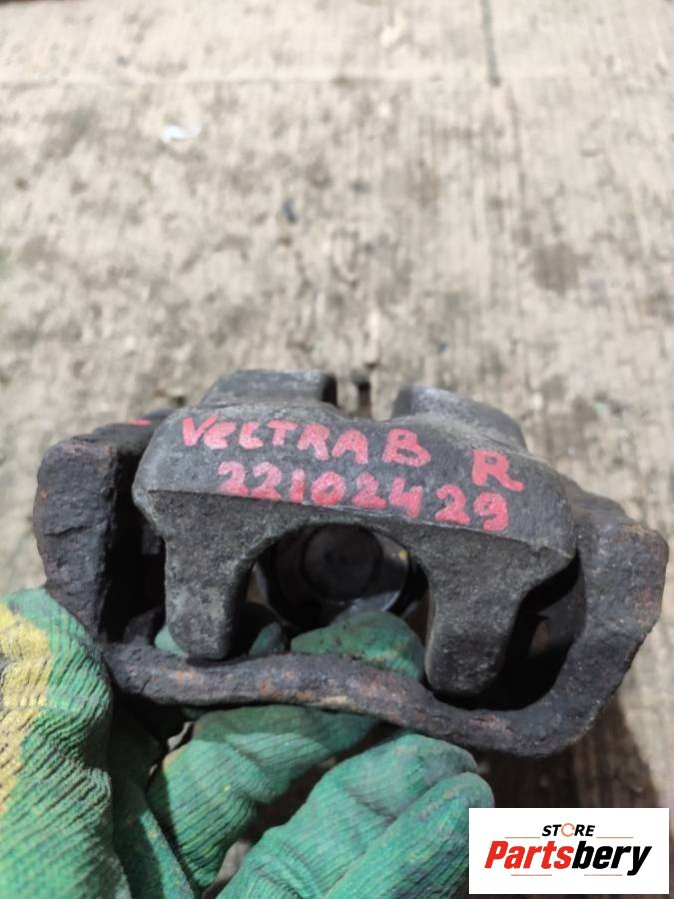 VECTRA B R
22102429
STORE
Partsbery